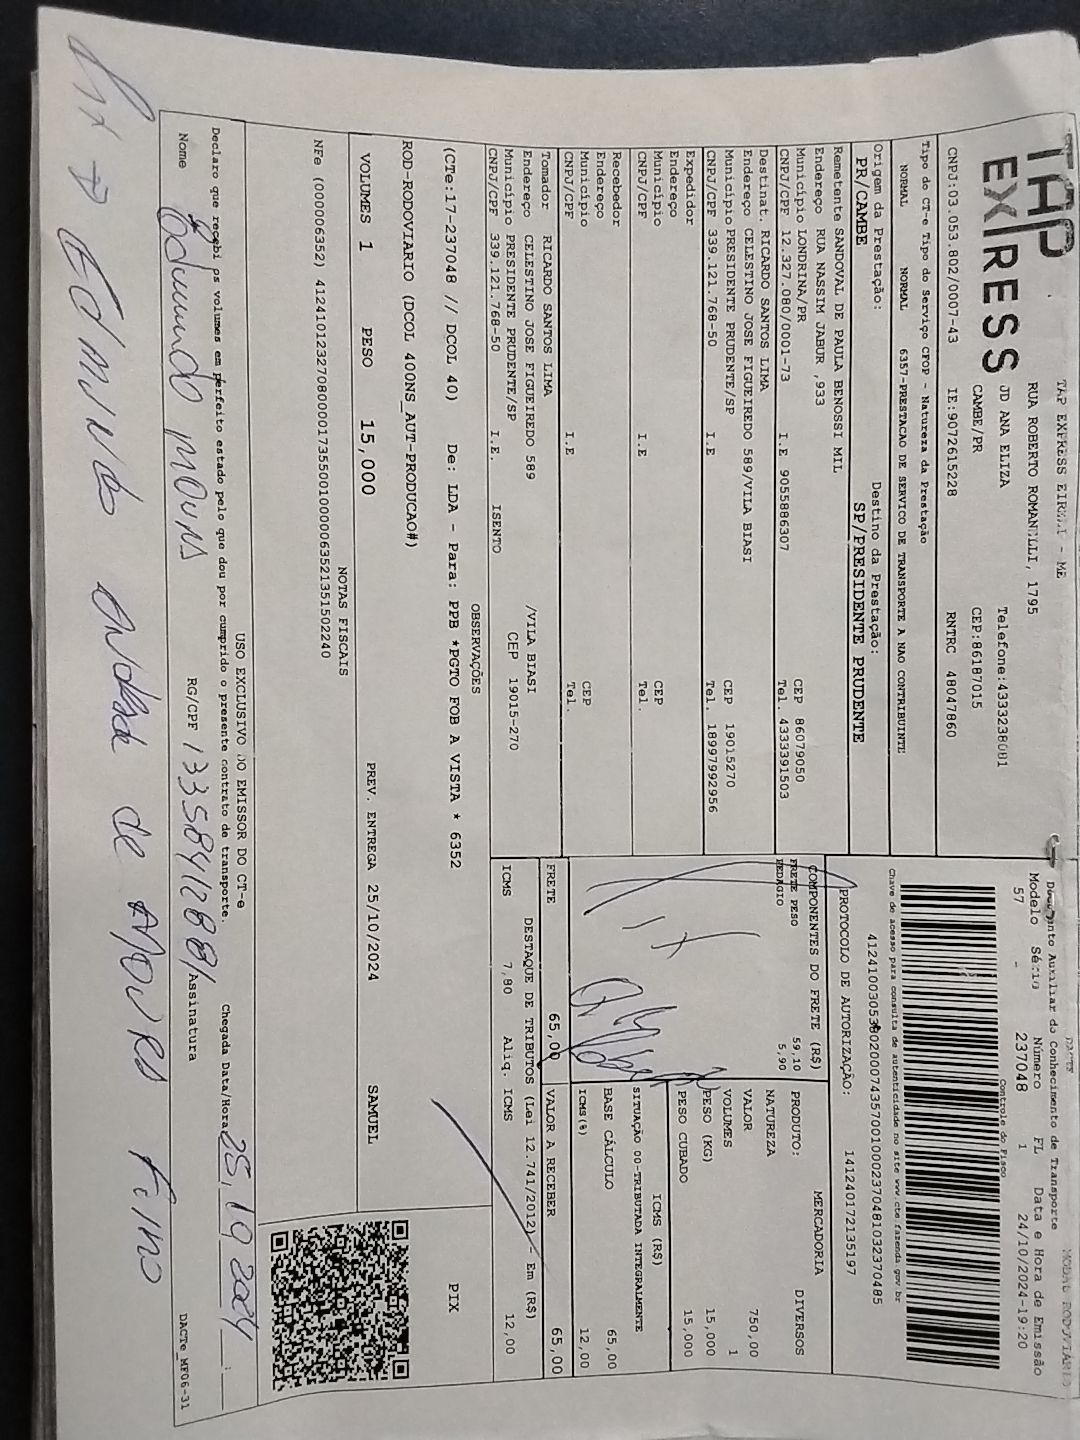 TAP EXPRESS
TAP EXPRESS EIRELI - ME
RUA ROBERTO ROMANELLI, 1795
JD ANA ELIZA
CAMBE/PR
Telefone:4333238081
CEP:86187015
CNPJ:03.053.802/0007-43 IE:9072615228 RNTRC 48047860
DACTE MODAL RODOVIÁRIO
Documento Auxiliar do Conhecimento de Transporte
Modelo Série Número FL Data e Hora de Emissão
57 - 237048 1 24/10/2024-19:20
Controle do Fisco
Chave de acesso para consulta de autenticidade no site www.cte.fazenda.gov.br
PROTOCOLO DE AUTORIZAÇÃO: 141240172135197
Tipo do CT-e Tipo do Serviço CFOP - Natureza da Prestação
NORMAL NORMAL 6357-PRESTACAO DE SERVICO DE TRANSPORTE A NAO CONTRIBUINTE
Origem da Prestação: Destino da Prestação:
PR/CAMBE SP/PRESIDENTE PRUDENTE
Remetente SANDOVAL DE PAULA BENOSSI MIL
Endereço RUA NASSIM JABUR ,933
Município LONDRINA/PR CEP 86079050
CNPJ/CPF 12.327.080/0001-73 I.E 9055886307 Tel. 43333915​03
Destinat. RICARDO SANTOS LIMA
Endereço CELESTINO JOSE FIGUEIREDO 589/VILA BIASI
Município PRESIDENTE PRUDENTE/SP CEP 19015270
CNPJ/CPF 339.121.768-50 I.E Tel. 18997992956
Expedidor
Endereço
Município CEP
CNPJ/CPF I.E Tel.
Recebedor
Endereço
Município CEP
CNPJ/CPF I.E Tel.
Tomador RICARDO SANTOS LIMA
Endereço CELESTINO JOSE FIGUEIREDO 589 /VILA BIASI
Município PRESIDENTE PRUDENTE/SP CEP 19015-270
CNPJ/CPF 339.121.768-50 I.E. ISENTO
COMPONENTES DO FRETE (R$)
FRETE PESO 59,10
PEDAGIO 5,90
PRODUTO: MERCADORIA
NATUREZA DIVERSOS
VALOR 750,00
VOLUMES 1
PESO (KG) 15,000
PESO CUBADO 15,000
ICMS (R$)
SITUAÇÃO 00-TRIBUTADA INTEGRALMENTE
BASE CÁLCULO 65,00
ICMS(%) 12,00
FRETE 65,00 VALOR A RECEBER 65,00
DESTAQUE DE TRIBUTOS (Lei 12.741/2012) - Em (R$)
ICMS 7,80 Aliq. ICMS 12,00
OBSERVAÇÕES
(CTe:17-237048 // DCOL 40) De: LDA - Para: PPB *PGTO FOB A VISTA * 6352
ROD-RODOVIARIO (DCOL 400NS_AUT-PRODUCAO#)
PIX
VOLUMES 1 PESO 15,000 PREV. ENTREGA 25/10/2024 SAMUEL
NOTAS FISCAIS
USO EXCLUSIVO DO EMISSOR DO CT-e
Declaro que recebi os volumes em perfeito estado pelo que dou por cumprido o presente contrato de transporte.
Nome Edmundo RG/CPF 13358412881 Assinatura Chegada Data/Hora
DACTe_MF06-31
Edmundo de